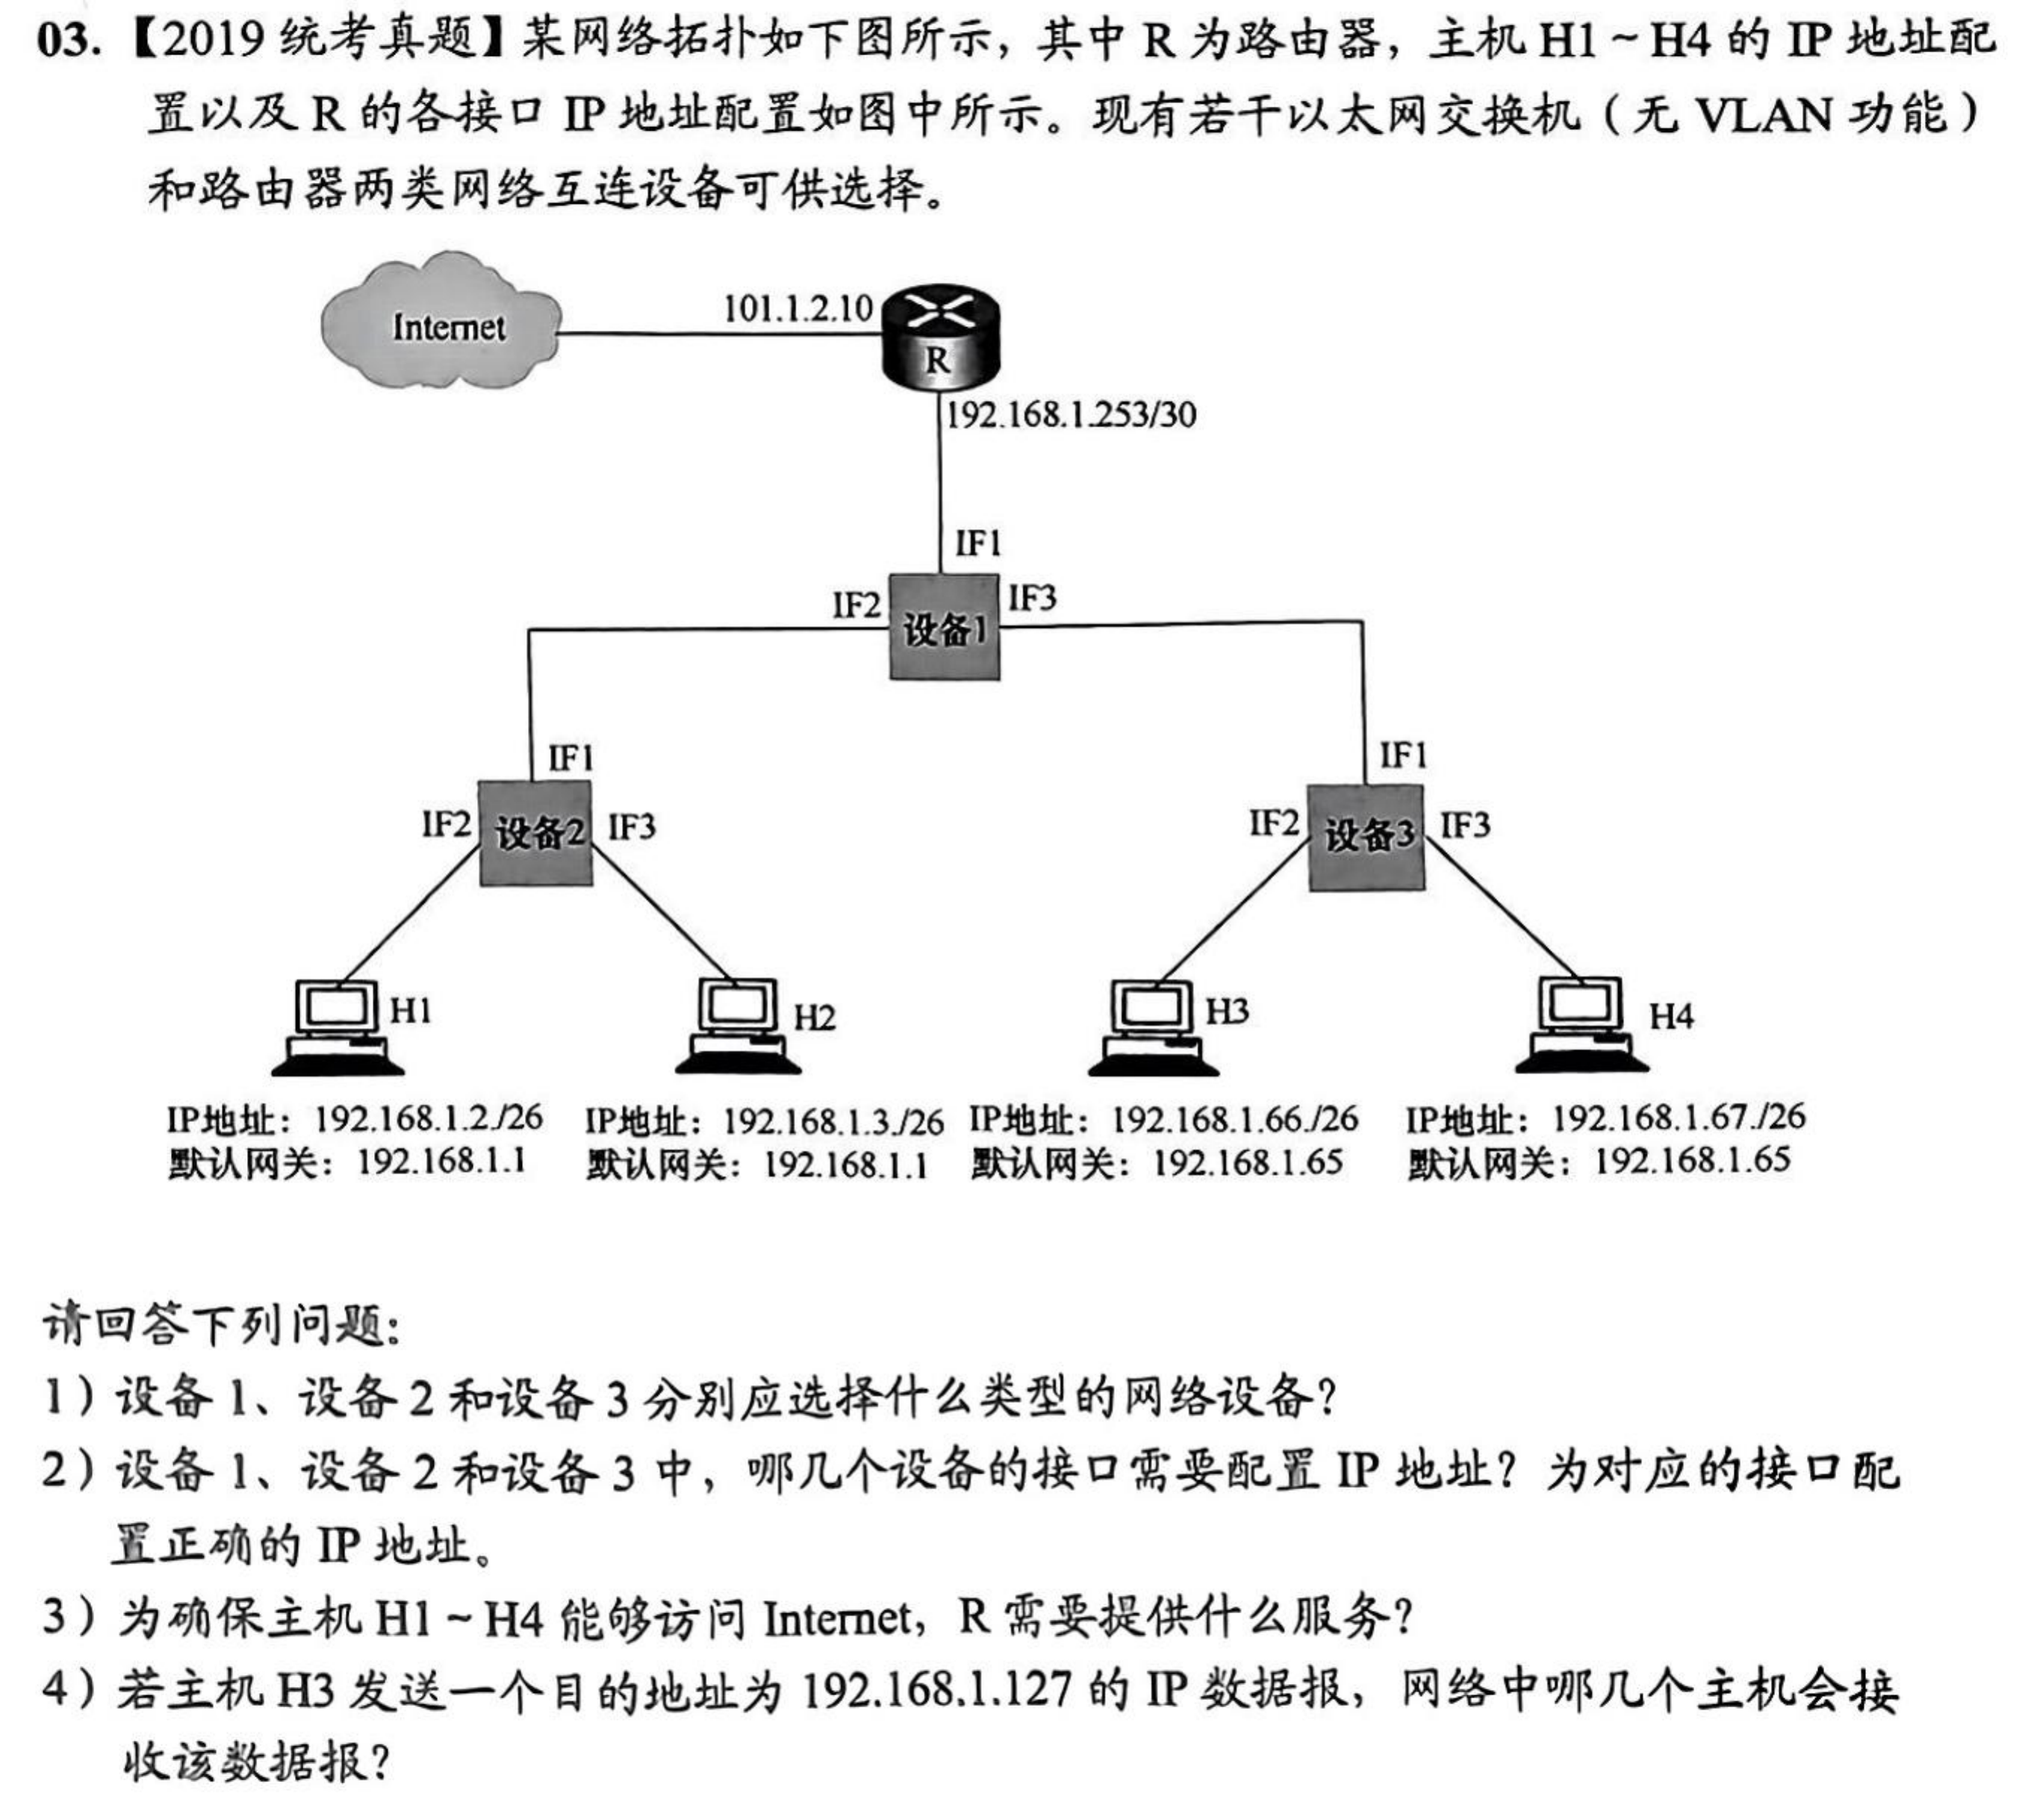 03.【2019 统考真题】某网络拓扑如下图所示，其中 R 为路由器，主机 H1 ~ H4 的 IP 地址配
置以及 R 的各接口 IP 地址配置如图中所示。现有若干以太网交换机（无 VLAN 功能）
和路由器两类网络互连设备可供选择。
Internet
101.1.2.10
R
192.168.1.253/30
IF1
IF2
设备1
IF3
IF1
IF2
设备2
IF3
IF1
IF2
设备3
IF3
H1
H2
H3
H4
IP地址：192.168.1.2./26
默认网关：192.168.1.1
IP地址：192.168.1.3./26
默认网关：192.168.1.1
IP地址：192.168.1.66./26
默认网关：192.168.1.65
IP地址：192.168.1.67./26
默认网关：192.168.1.65
请回答下列问题：
1）设备 1、设备 2 和设备 3 分别应选择什么类型的网络设备？
2）设备 1、设备 2 和设备 3 中，哪几个设备的接口需要配置 IP 地址？为对应的接口配
置正确的 IP 地址。
3）为确保主机 H1 ~ H4 能够访问 Internet，R 需要提供什么服务？
4）若主机 H3 发送一个目的地址为 192.168.1.127 的 IP 数据报，网络中哪几个主机会接
收该数据报？